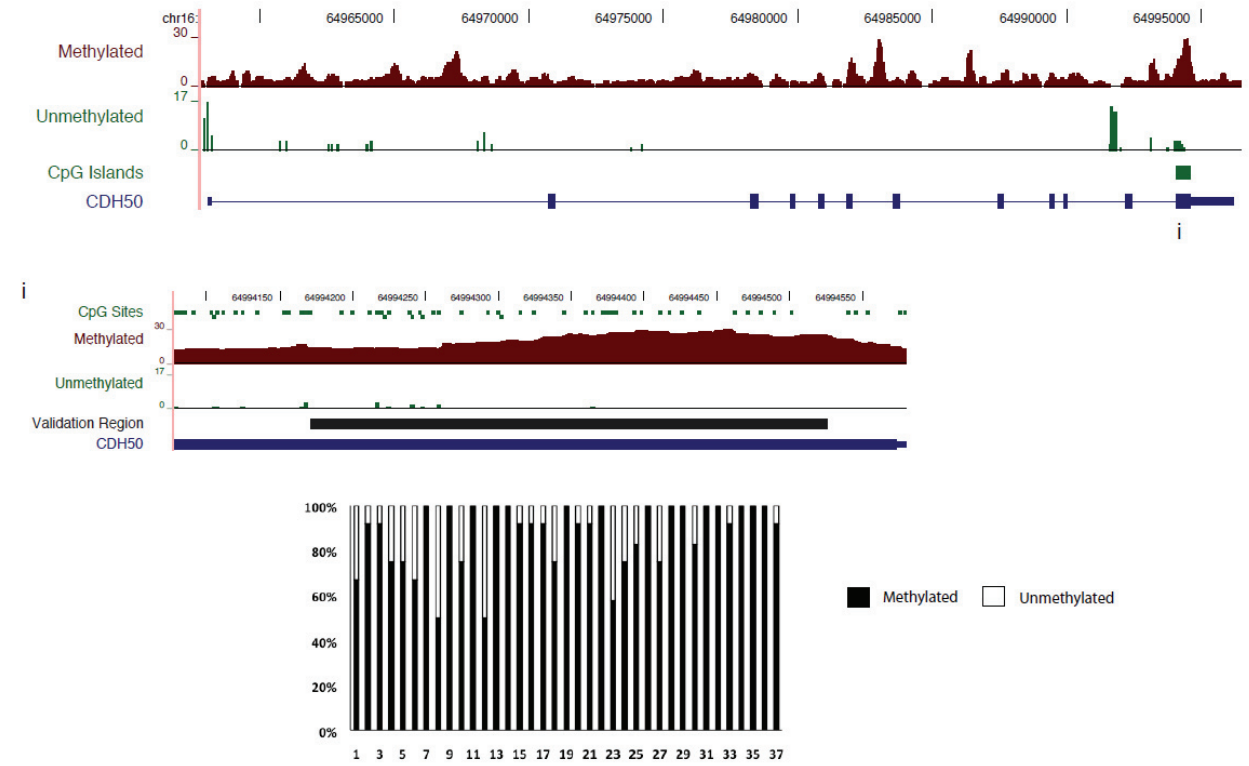 chr16: 64965000 64970000 64975000 64980000 64985000 64990000 64995000
30
Methylated
0
17
Unmethylated
0
CpG Islands
CDH50
i
i
64994150 64994200 64994250 64994300 64994350 64994400 64994450 64994500 64994550
CpG Sites
30
Methylated
0
17
Unmethylated
0
Validation Region
CDH50
100%
80%
60%
40%
20%
0%
1 3 5 7 9 11 13 15 17 19 21 23 25 27 29 31 33 35 37
Methylated Unmethylated